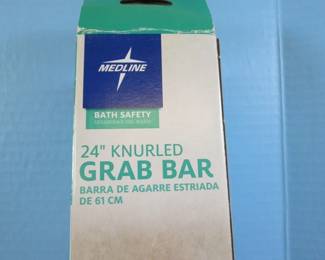 MEDLINE
BATH SAFETY
24" KNURLED
GRAB BAR
BARRA DE AGARRE ESTRIADA
DE 61 CM